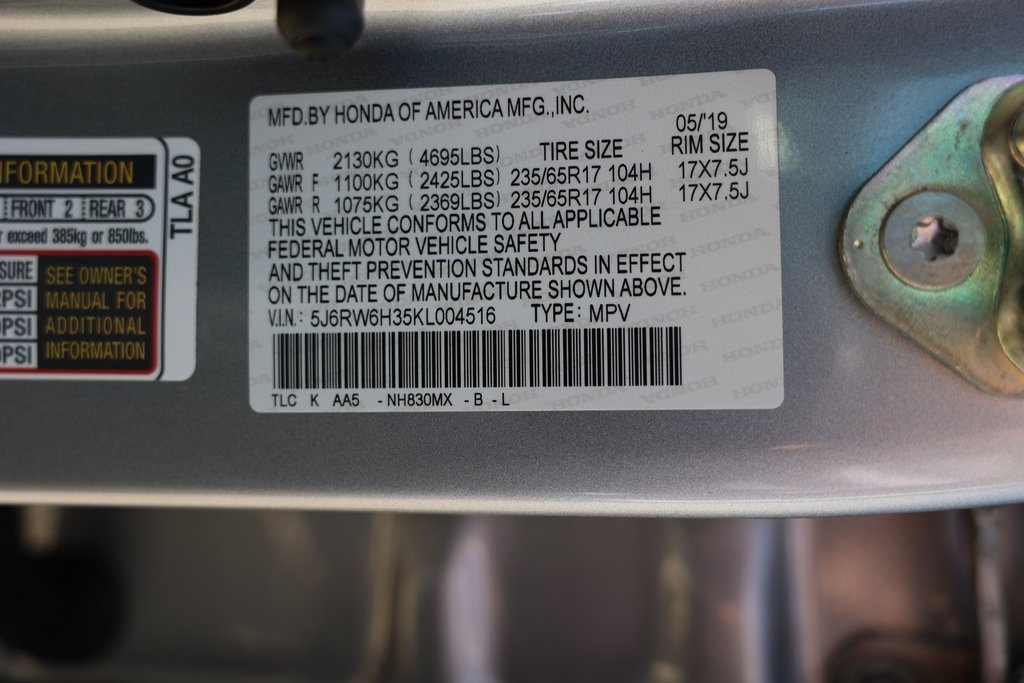 MFD.BY HONDA OF AMERICA MFG.,INC.
05/'19
GVWR 2130KG ( 4695LBS) TIRE SIZE RIM SIZE
GAWR F 1100KG (2425LBS) 235/65R17 104H 17X7.5J
GAWR R 1075KG (2369LBS) 235/65R17 104H 17X7.5J
THIS VEHICLE CONFORMS TO ALL APPLICABLE
FEDERAL MOTOR VEHICLE SAFETY
AND THEFT PREVENTION STANDARDS IN EFFECT
ON THE DATE OF MANUFACTURE SHOWN ABOVE.
V.I.N.: 5J6RW6H35KL004516 TYPE: MPV
TLC K AA5 -NH830MX -B -L
FRONT 2 REAR 3
exceed 385kg or 850lbs.
SEE OWNER'S
PSI MANUAL FOR
PSI ADDITIONAL
PSI INFORMATION
TLA A0